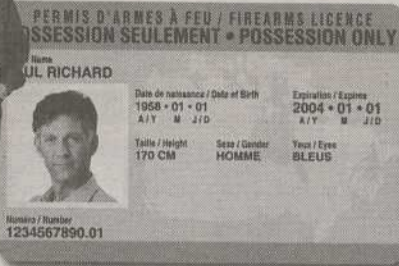 PERMIS D'ARMES À FEU / FIREARMS LICENCE
SSESSION SEULEMENT • POSSESSION ONLY
Name
UL RICHARD
Date de naissance / Date of Birth
1958 • 01 • 01
A/Y M J/D
Expiration / Expires
2004 • 01 • 01
A/Y M J/D
Taille / Height
170 CM
Sexe / Gender
HOMME
Yeux / Eyes
BLEUS
Numéro / Number
1234567890.01